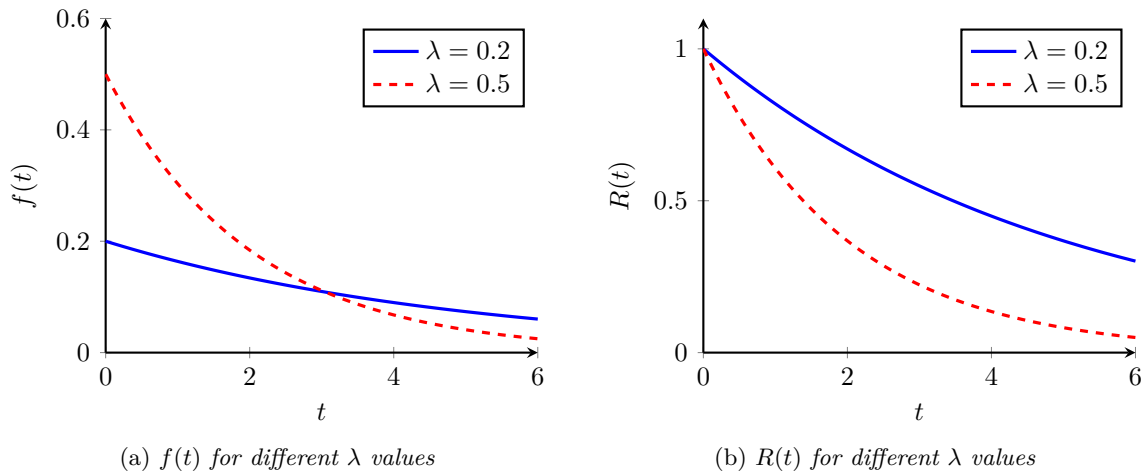 0.6
0.4
0.2
0
f(t)
0
2
4
6
t
λ = 0.2
λ = 0.5
(a) f(t) for different λ values
1
0.5
0
R(t)
0
2
4
6
t
λ = 0.2
λ = 0.5
(b) R(t) for different λ values